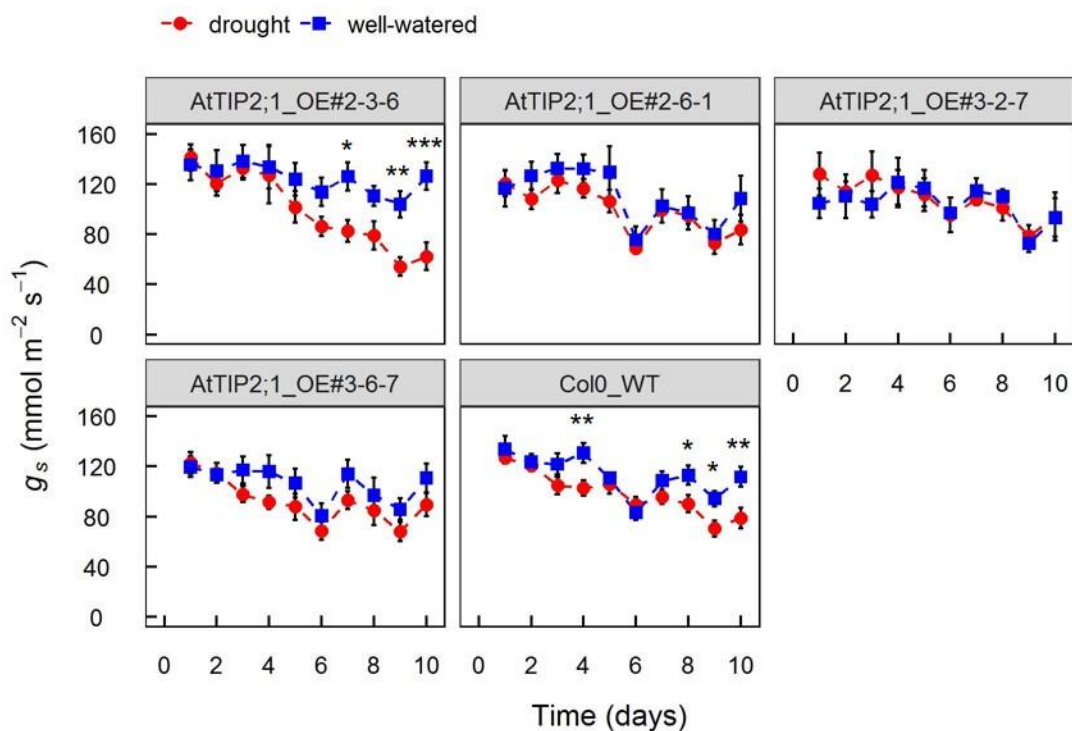 drought well-watered
AtTIP2;1_OE#2-3-6 AtTIP2;1_OE#2-6-1 AtTIP2;1_OE#3-2-7
160
120
80
40
0
* ** ***
0 2 4 6 8 10
AtTIP2;1_OE#3-6-7 Col0_WT
160
120
80
40
0
** * * **
0 2 4 6 8 10 0 2 4 6 8 10
gs (mmol m⁻² s⁻¹)
Time (days)